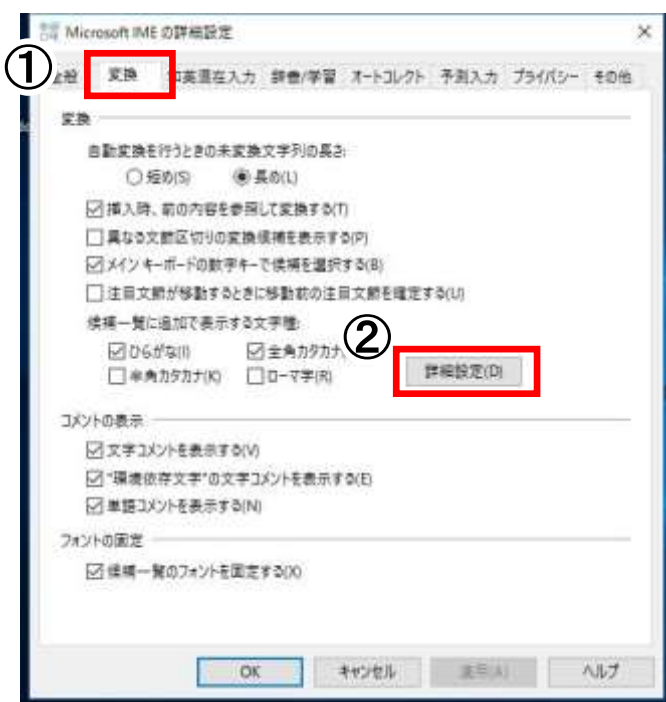 Microsoft IME の詳細設定
①
全般 変換 和英混在入力 辞書/学習 オートコレクト 予測入力 プライバシー その他
変換
自動変換を行うときの未変換文字列の長さ:
短め(S) 長め(L)
挿入時、前の内容を参照して変換する(T)
異なる文節区切りの変換候補を表示する(P)
メイン キーボードの数字キーで候補を選択する(B)
注目文節が移動するときに移動前の注目文節を確定する(U)
候補一覧に追加で表示する文字種:
②
ひらがな(I) 全角カタカナ
半角カタカナ(K) ローマ字(R) 詳細設定(D)
コメントの表示
文字コメントを表示する(V)
"環境依存文字"の文字コメントを表示する(E)
単語コメントを表示する(N)
フォントの固定
候補一覧のフォントを固定する(X)
OK キャンセル 適用(A) ヘルプ